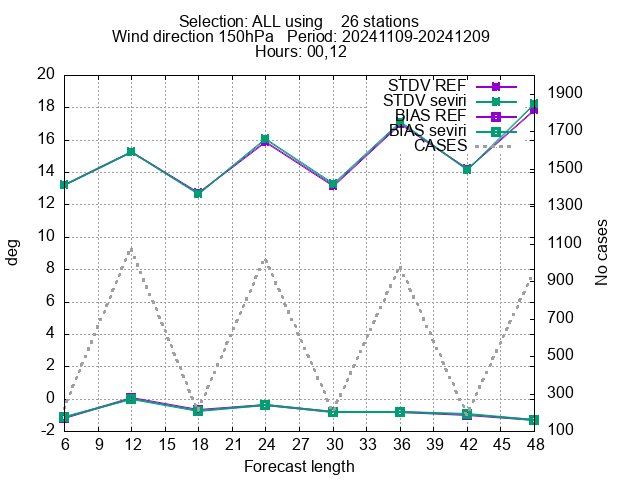 Selection: ALL using    26 stations
Wind direction 150hPa   Period: 20241109-20241209
Hours: 00,12
20
18
16
14
12
10
8
6
4
2
0
-2
deg
1900
1700
1500
1300
1100
900
700
500
300
100
No cases
STDV REF
STDV seviri
BIAS REF
BIAS seviri
CASES
6 9 12 15 18 21 24 27 30 33 36 39 42 45 48
Forecast length